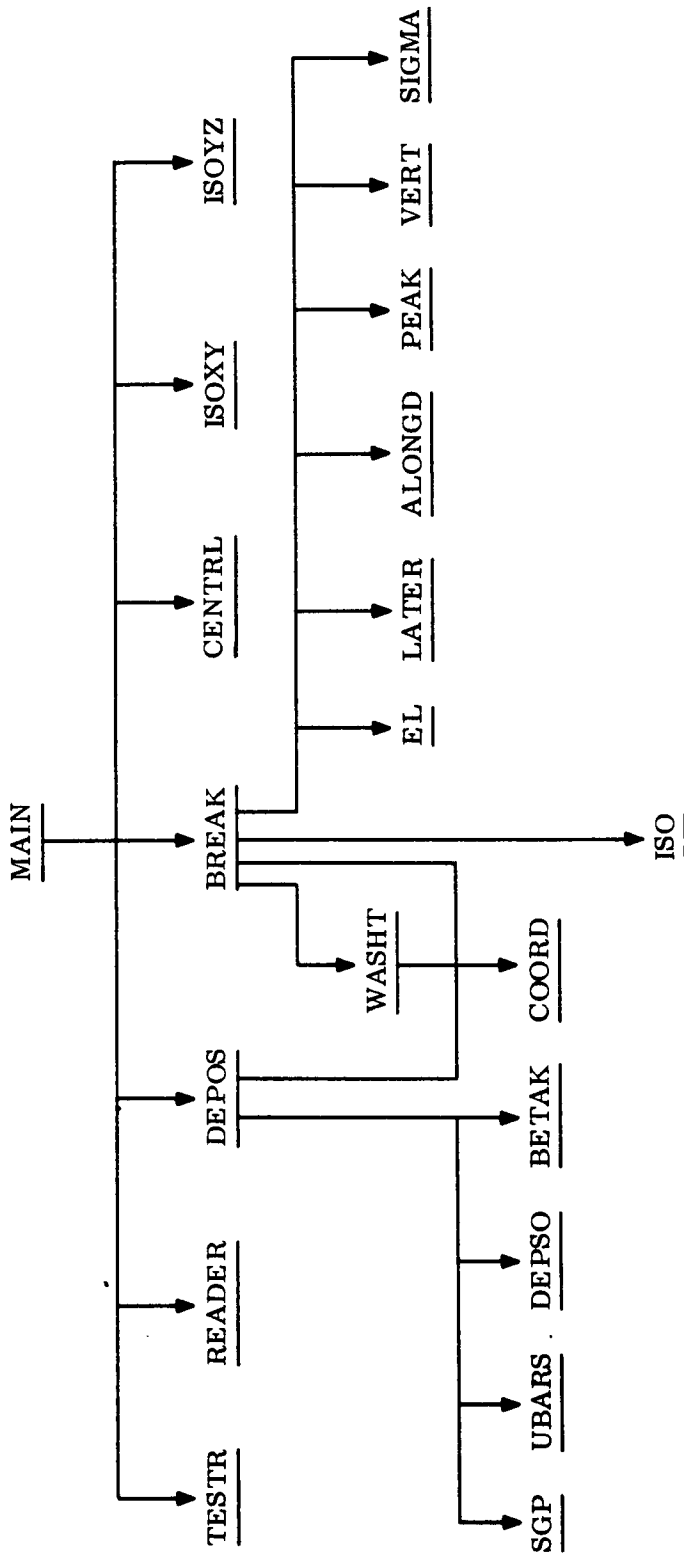 MAIN
TESTR
READER
DEPOS
BREAK
CENTRL
ISOXY
ISOYZ
WASHT
EL
LATER
ALONGD
PEAK
VERT
SIGMA
SGP
UBARS
DEPSO
BETAK
COORD
ISO